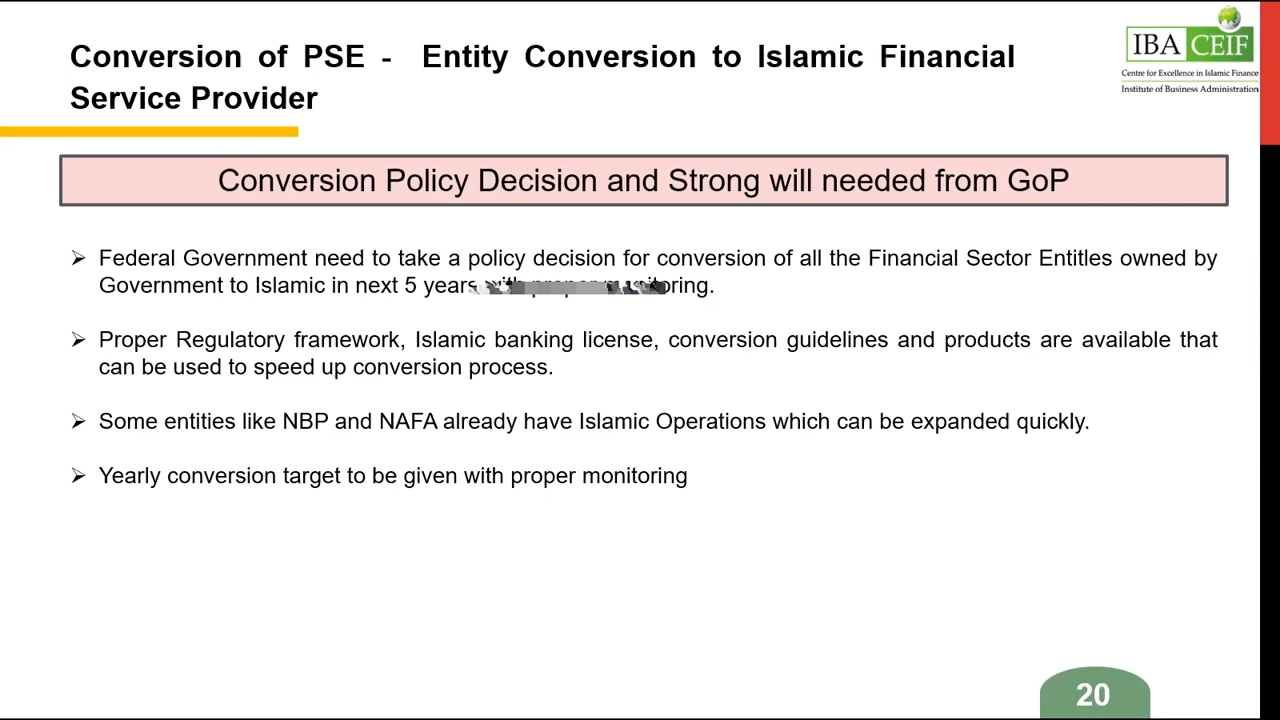 Conversion of PSE - Entity Conversion to Islamic Financial
Service Provider
IBA CEIF
Centre for Excellence in Islamic Finance
Institute of Business Administration
Conversion Policy Decision and Strong will needed from GoP
➢ Federal Government need to take a policy decision for conversion of all the Financial Sector Entitles owned by
Government to Islamic in next 5 years with proper
➢ Proper Regulatory framework, Islamic banking license, conversion guidelines and products are available that
can be used to speed up conversion process.
➢ Some entities like NBP and NAFA already have Islamic Operations which can be expanded quickly.
➢ Yearly conversion target to be given with proper monitoring
20